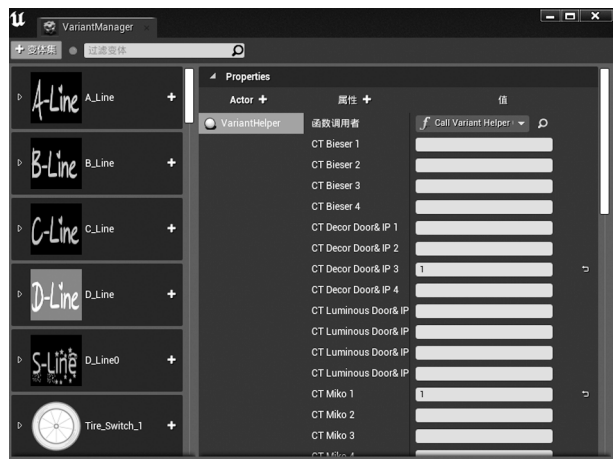 VariantManager
+ 变体集
过滤变体
A-Line
A_Line
B-Line
B_Line
C-Line
C_Line
D-Line
D_Line
S-Line
D_Line0
Tire_Switch_1
Properties
Actor + 属性 + 值
VariantHelper 函数调用者 f Call Variant Helper
CT Bieser 1
CT Bieser 2
CT Bieser 3
CT Bieser 4
CT Decor Door& IP 1
CT Decor Door& IP 2
CT Decor Door& IP 3 1
CT Decor Door& IP 4
CT Luminous Door& IP
CT Luminous Door& IP
CT Luminous Door& IP
CT Luminous Door& IP
CT Miko 1 1
CT Miko 2
CT Miko 3
CT Miko 4